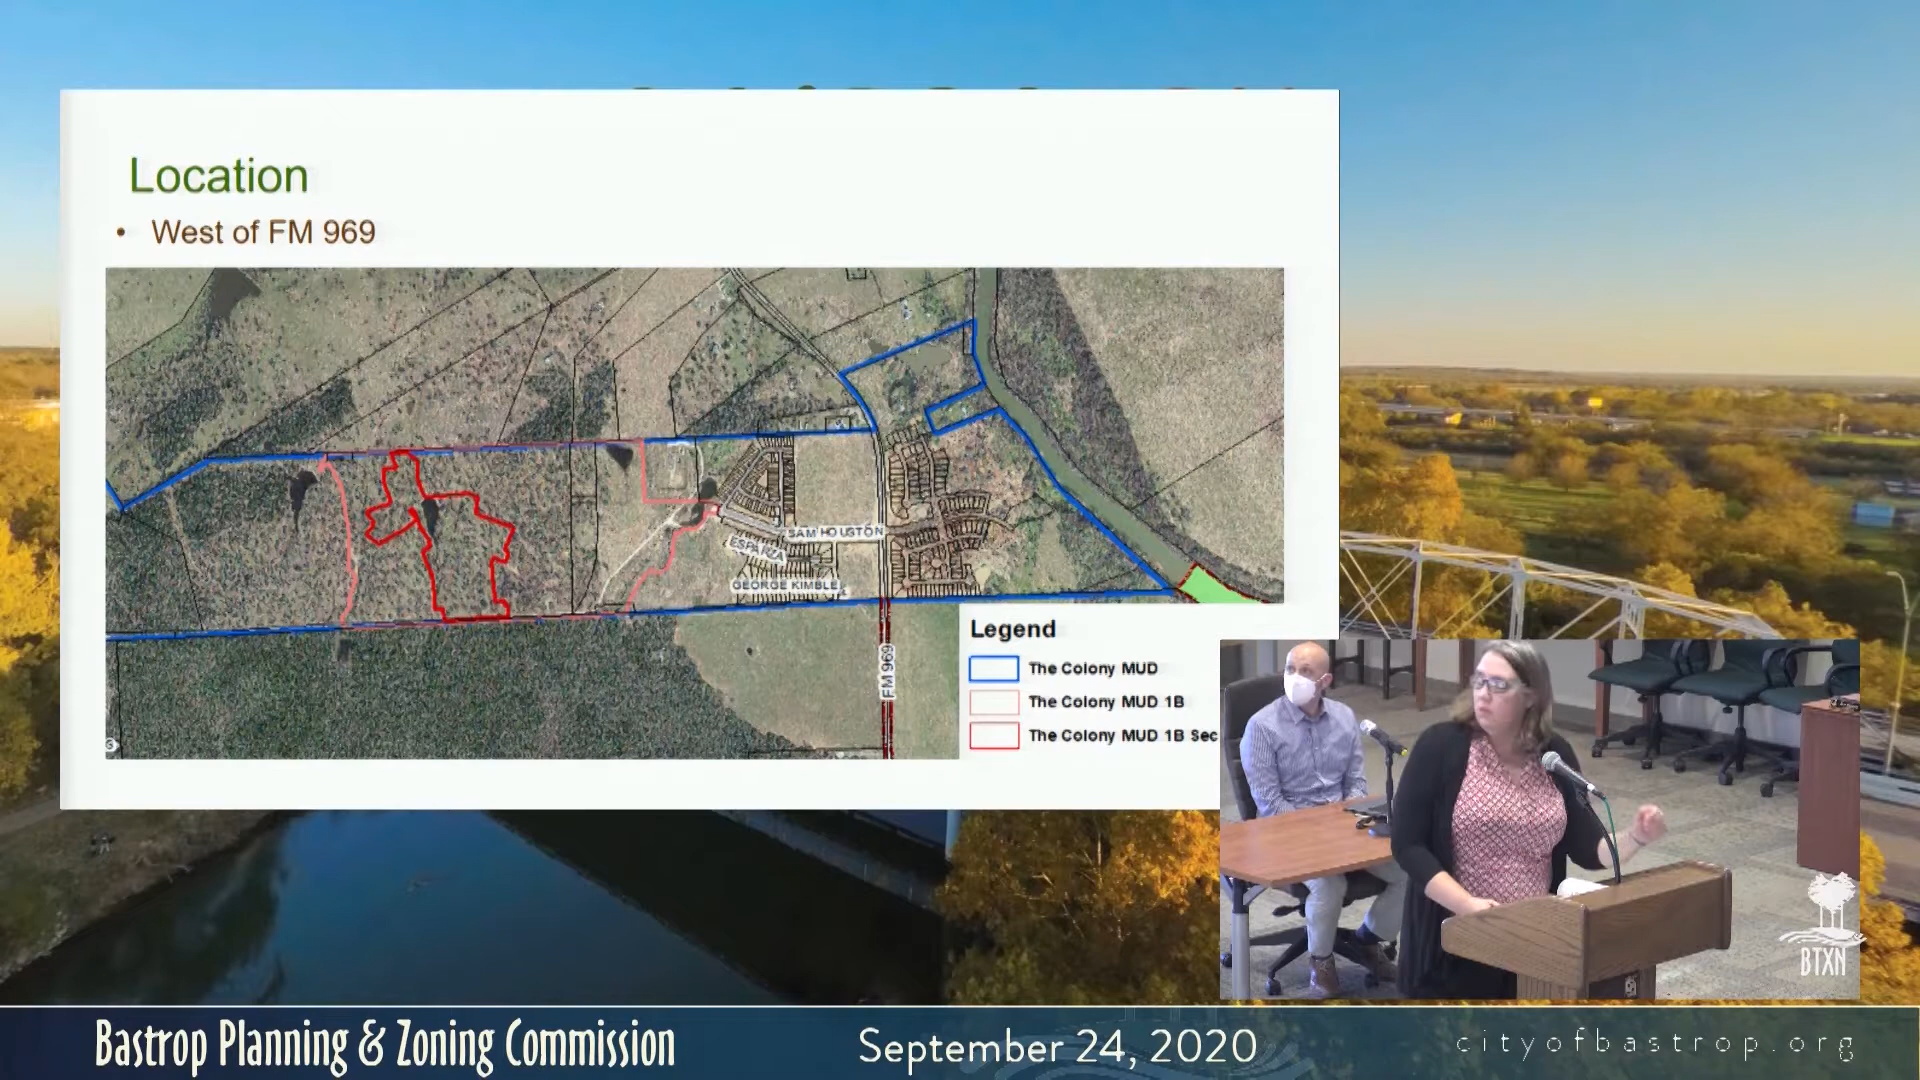 Location
• West of FM 969
SAM HOUSTON
ESPARZA
GEORGE KIMBLE
FM 969
Legend
The Colony MUD
The Colony MUD 1B
The Colony MUD 1B Sec
BTXN
Bastrop Planning & Zoning Commission
September 24, 2020
cityofbastrop.org